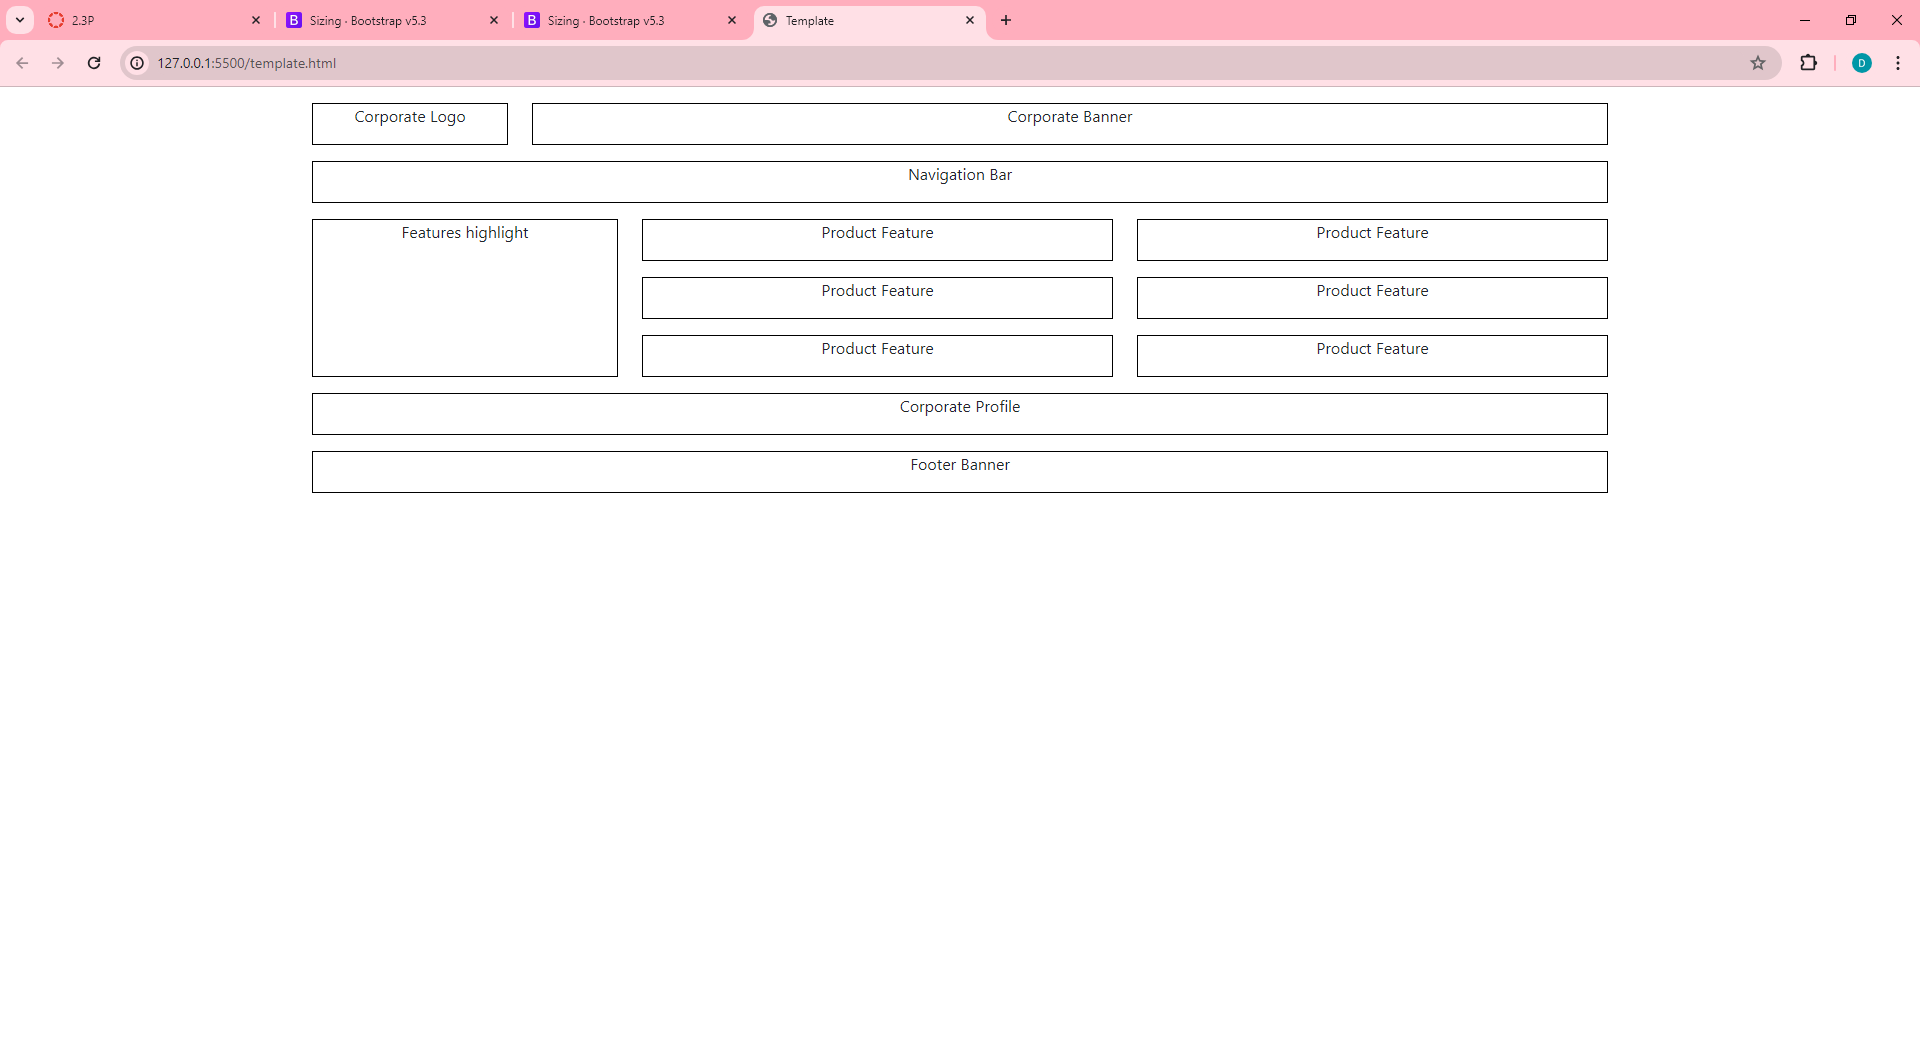 2.3P
Sizing · Bootstrap v5.3
Sizing · Bootstrap v5.3
Template
127.0.0.1:5500/template.html
D
Corporate Logo
Corporate Banner
Navigation Bar
Features highlight
Product Feature
Product Feature
Product Feature
Product Feature
Product Feature
Product Feature
Corporate Profile
Footer Banner